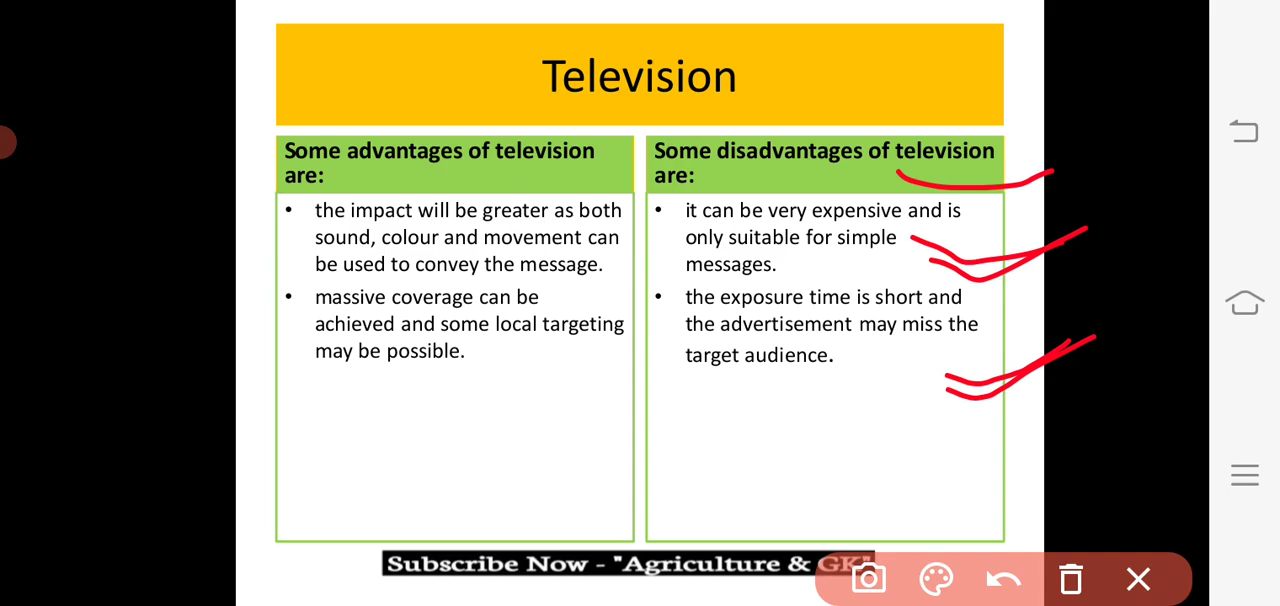 Television
Some advantages of television
are:
• the impact will be greater as both
sound, colour and movement can
be used to convey the message.
• massive coverage can be
achieved and some local targeting
may be possible.
Some disadvantages of television
are:
• it can be very expensive and is
only suitable for simple
messages.
• the exposure time is short and
the advertisement may miss the
target audience.
Subscribe Now - "Agriculture & GK"